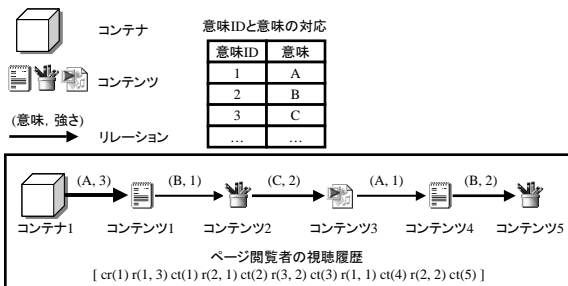 コンテナ
コンテンツ
(意味, 強さ)
リレーション
意味IDと意味の対応
意味ID 意味
1 A
2 B
3 C
… …
(A, 3) (B, 1) (C, 2) (A, 1) (B, 2)
コンテナ1 コンテンツ1 コンテンツ2 コンテンツ3 コンテンツ4 コンテンツ5
ページ閲覧者の視聴履歴
[ cr(1) r(1, 3) ct(1) r(2, 1) ct(2) r(3, 2) ct(3) r(1, 1) ct(4) r(2, 2) ct(5) ]